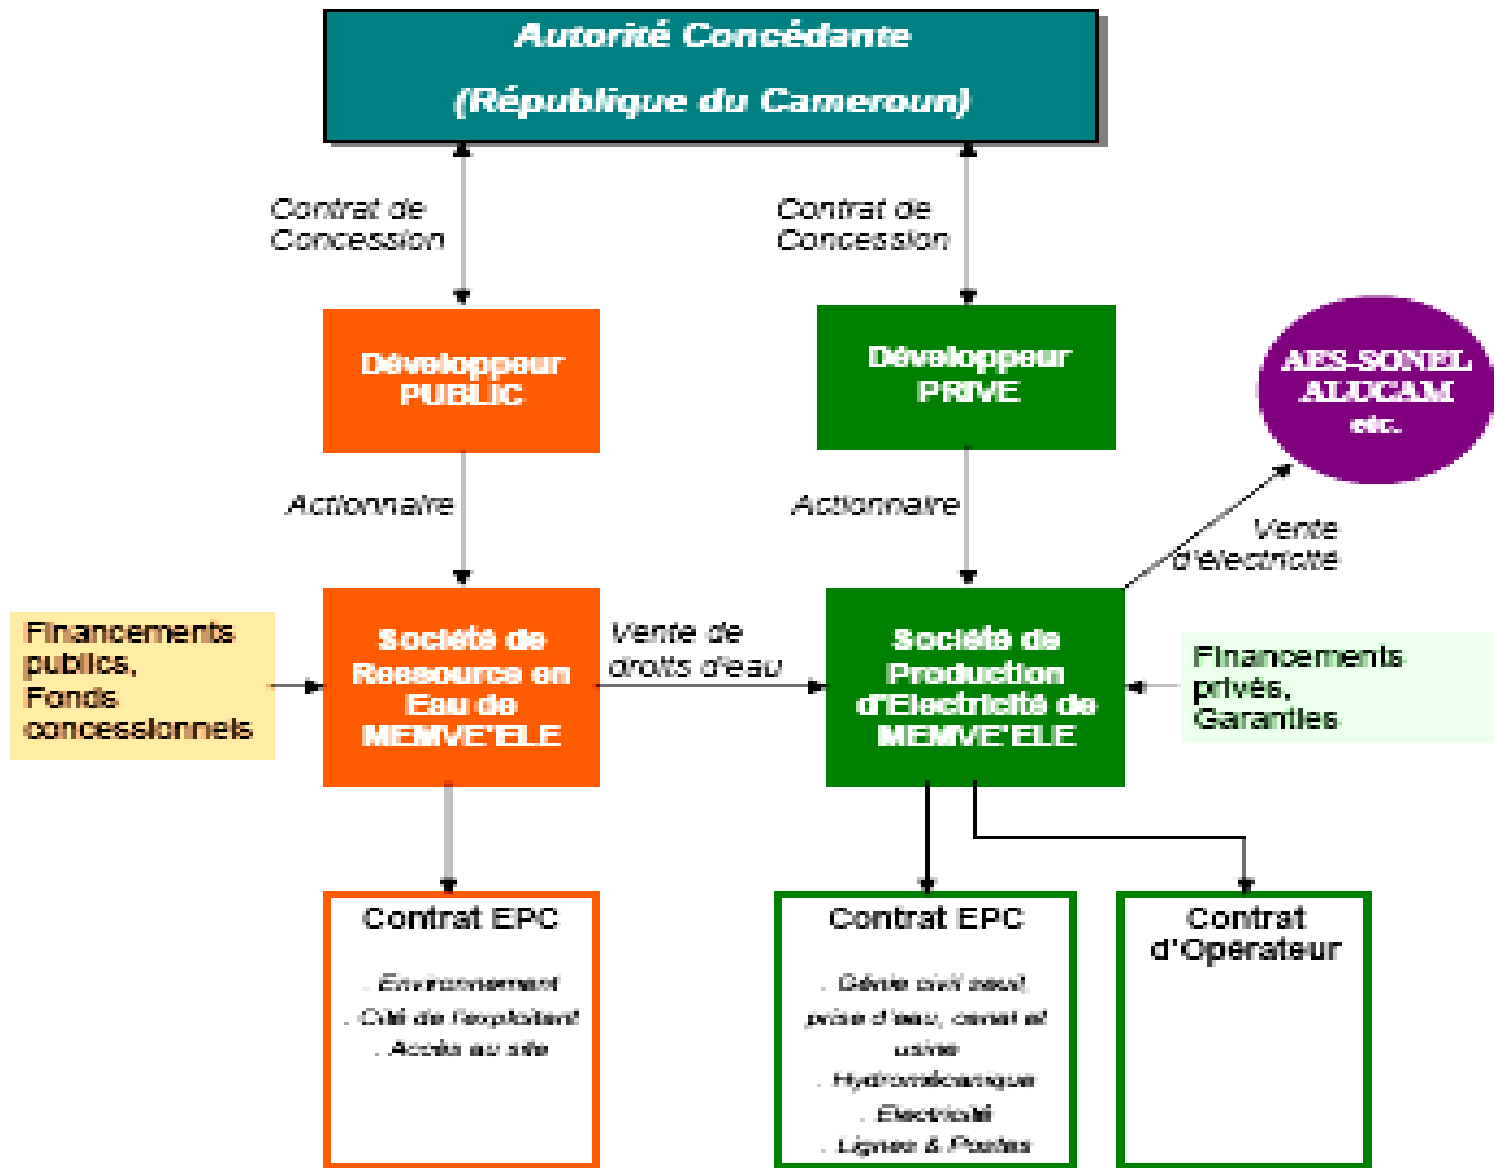 Autorité Concédante
(République du Cameroun)
Contrat de
Concession
Contrat de
Concession
Développeur
PUBLIC
Développeur
PRIVE
AES-SONEL
ALUCAM
etc.
Actionnaire
Actionnaire
Vente
d'électricité
Financements
publics,
Fonds
concessionnels
Société de
Ressource en
Eau de
MEMVE'ELE
Vente de
droits d'eau
Société de
Production
d'Electricité de
MEMVE'ELE
Financements
privés,
Garanties
Contrat EPC
. Environnement
. Cité de l'exploitant
. Accès au site
Contrat EPC
. Génie civil seuil,
prise d'eau, canal et
usine
. Hydromécanique
. Electricité
. Lignes & Postes
Contrat
d'Opérateur